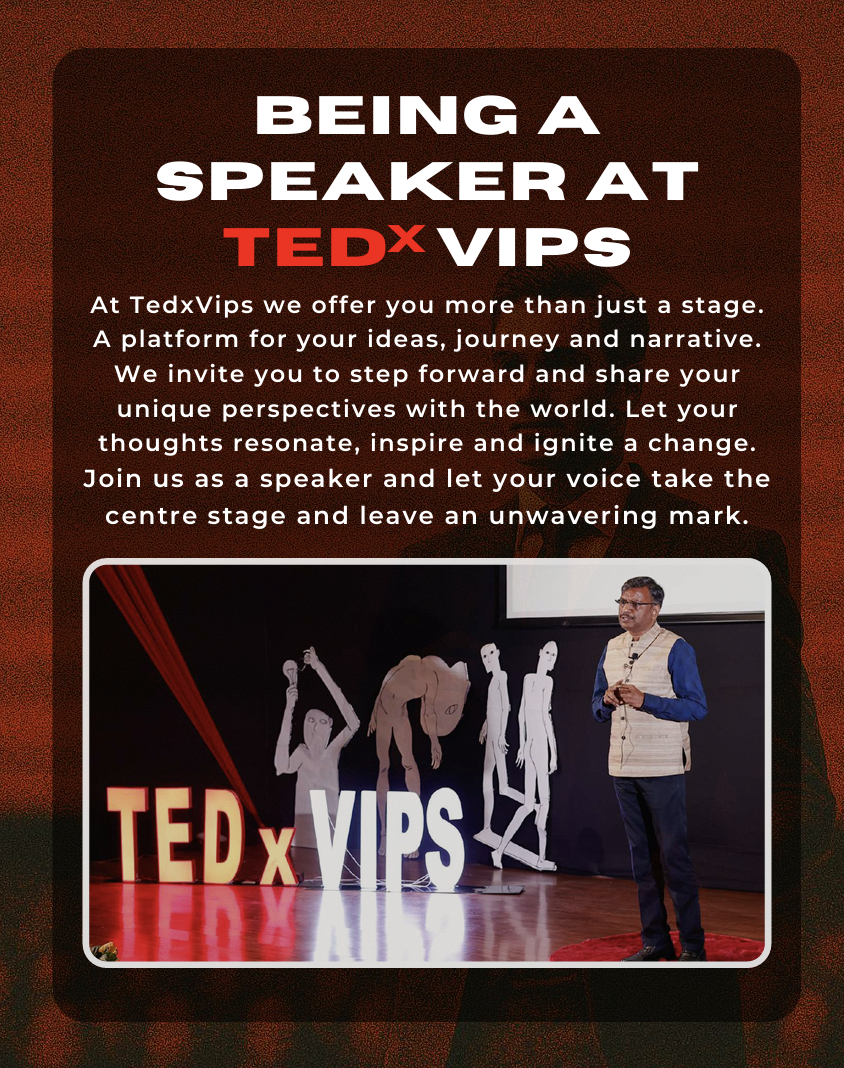 BEING A
SPEAKER AT
TEDx VIPS
At TedxVips we offer you more than just a stage.
A platform for your ideas, journey and narrative.
We invite you to step forward and share your
unique perspectives with the world. Let your
thoughts resonate, inspire and ignite a change.
Join us as a speaker and let your voice take the
centre stage and leave an unwavering mark.
TEDx VIPS